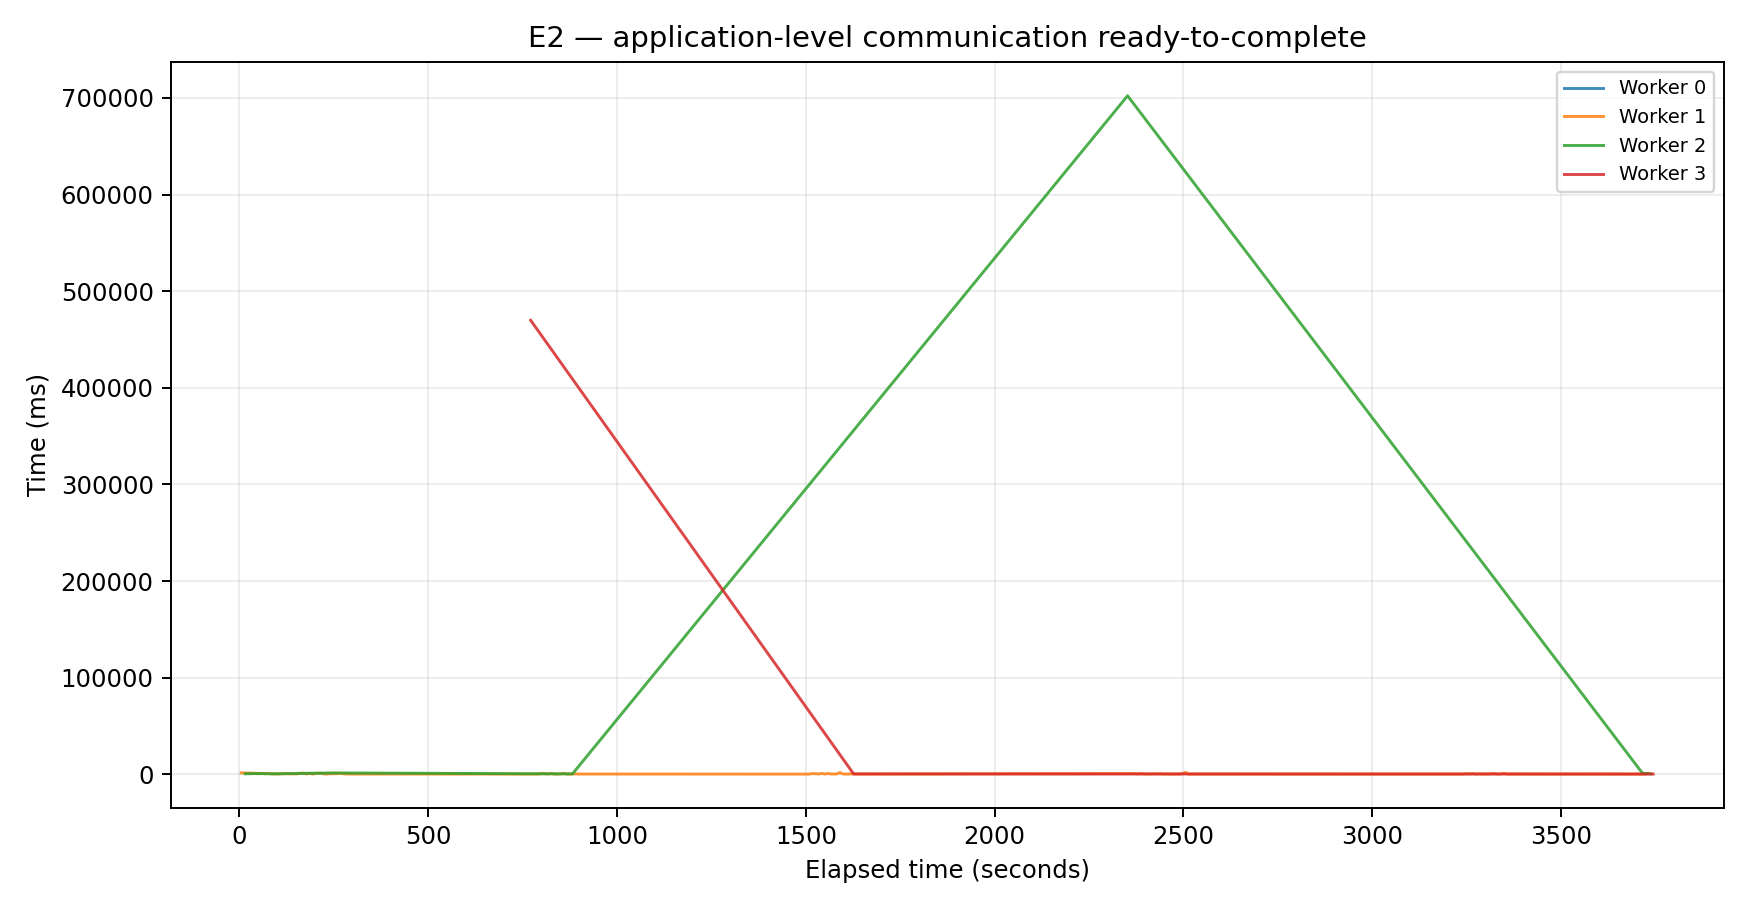 E2 — application-level communication ready-to-complete
Worker 0
Worker 1
Worker 2
Worker 3
700000
600000
500000
400000
300000
200000
100000
0
Time (ms)
0 500 1000 1500 2000 2500 3000 3500
Elapsed time (seconds)